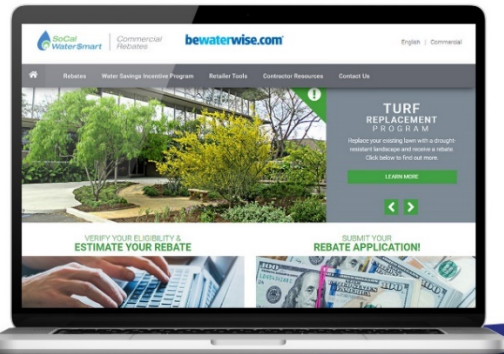 SoCal
WaterSmart
Commercial
Rebates
bewaterwise.com®
English | Commercial
Rebates
Water Savings Incentive Program
Retailer Tools
Contractor Resources
Contact Us
!
TURF
REPLACEMENT
PROGRAM
Replace your existing lawn with a drought-
resistant landscape and receive a rebate.
Click below to find out more.
LEARN MORE
VERIFY YOUR ELIGIBILITY &
ESTIMATE YOUR REBATE
SUBMIT YOUR
REBATE APPLICATION!
100